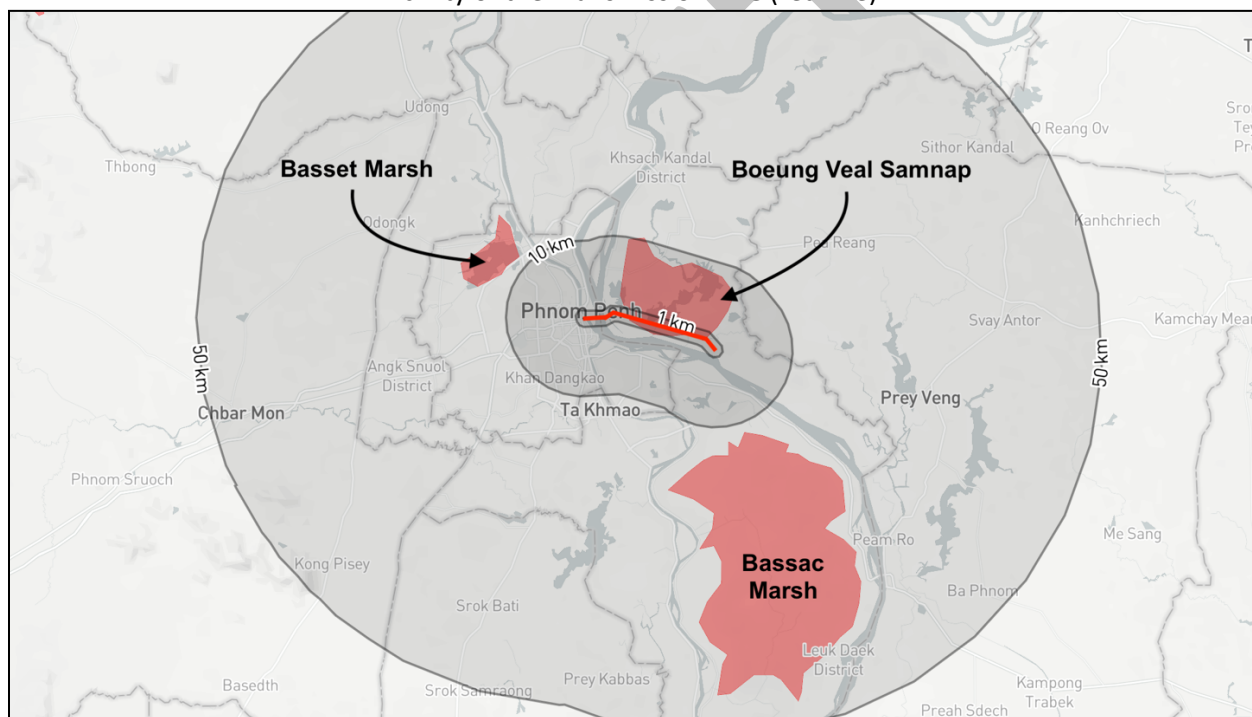 Udong
O Reang Ov
Sithor Kandal
Khsach Kandal
District
Thbong
Basset Marsh
Boeung Veal Samnap
Odongk
Kanhchriech
Pea Reang
10 km
Phnom Penh
1 km
Svay Antor
Kamchay Mear
50 km
50 km
Angk Snuol
District
Khan Dangkao
Prey Veng
Chbar Mon
Ta Khmao
Phnom Sruoch
Me Sang
Peam Ro
Bassac
Marsh
Kong Pisey
Ba Phnom
Srok Bati
Leuk Daek
District
Prey Kabbas
Basedth
Srok Samraong
Kampong
Trabek
Preah Sdech